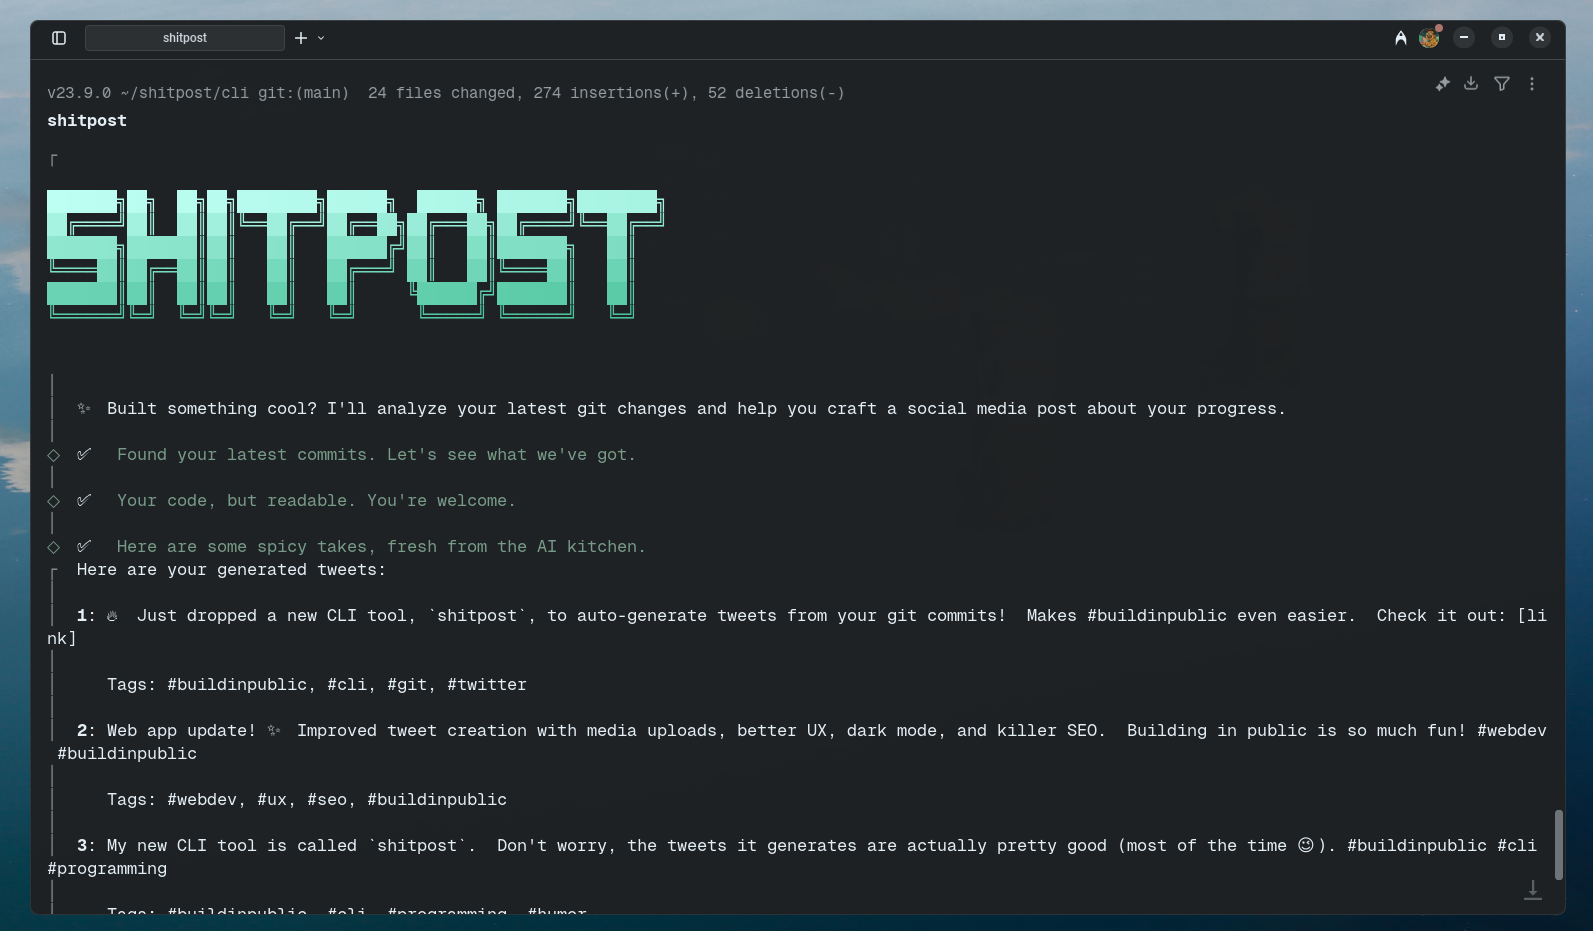 shitpost
v23.9.0 ~/shitpost/cli git:(main)  24 files changed, 274 insertions(+), 52 deletions(-)
shitpost
SHITPOST
✨ Built something cool? I'll analyze your latest git changes and help you craft a social media post about your progress.
✅ Found your latest commits. Let's see what we've got.
✅ Your code, but readable. You're welcome.
✅ Here are some spicy takes, fresh from the AI kitchen.
Here are your generated tweets:
1: 🔥 Just dropped a new CLI tool, `shitpost`, to auto-generate tweets from your git commits!  Makes #buildinpublic even easier.  Check it out: [li
nk]
Tags: #buildinpublic, #cli, #git, #twitter
2: Web app update! ✨ Improved tweet creation with media uploads, better UX, dark mode, and killer SEO.  Building in public is so much fun! #webdev
#buildinpublic
Tags: #webdev, #ux, #seo, #buildinpublic
3: My new CLI tool is called `shitpost`.  Don't worry, the tweets it generates are actually pretty good (most of the time 😉). #buildinpublic #cli
#programming
Tags: #buildinpublic, #cli, #programming, #humor